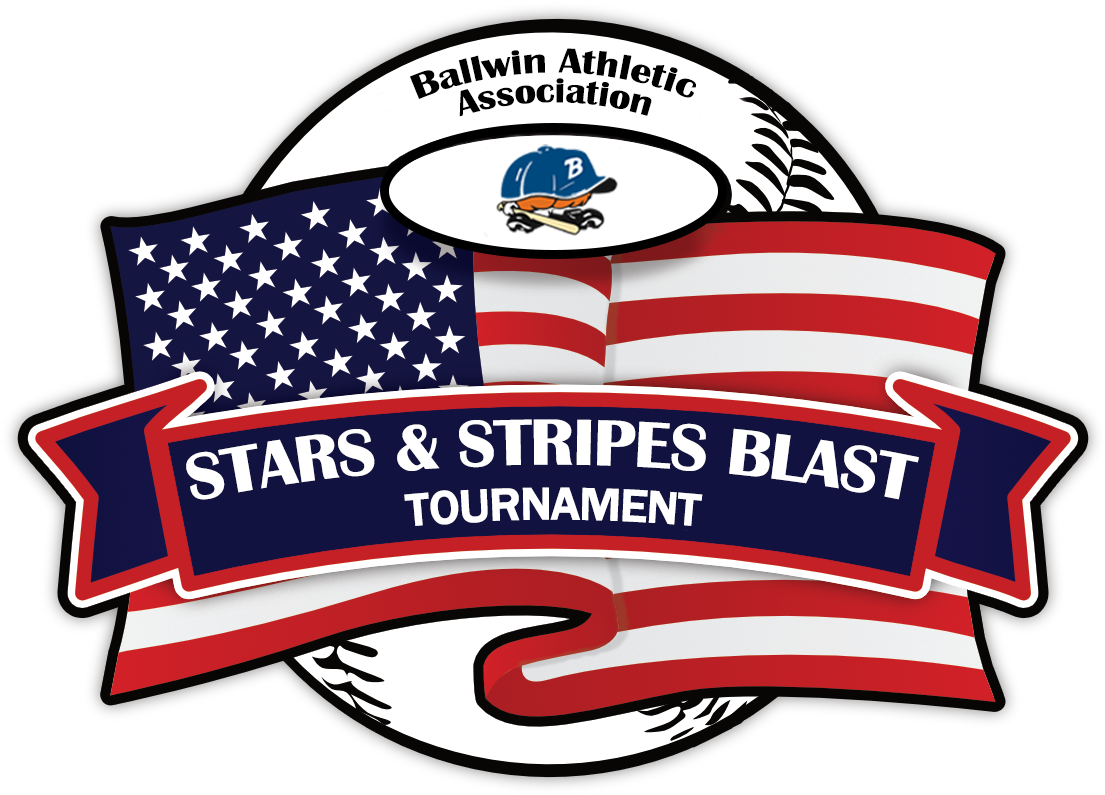 Ballwin Athletic
Association
B
STARS & STRIPES BLAST
TOURNAMENT